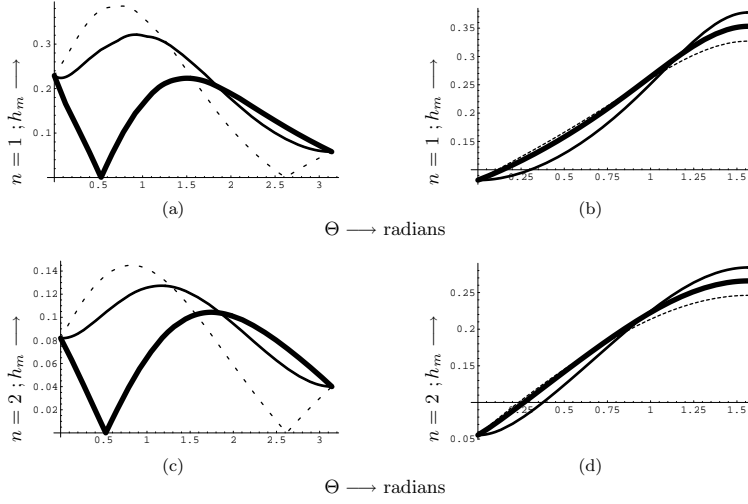 n = 1 ; h_m ⟶
0.3
0.2
0.1
0.5 1 1.5 2 2.5 3
(a)
n = 1 ; h_m ⟶
0.35
0.3
0.25
0.2
0.15
0.25 0.5 0.75 1 1.25 1.5
(b)
Θ ⟶ radians
n = 2 ; h_m ⟶
0.14
0.12
0.1
0.08
0.06
0.04
0.02
0.5 1 1.5 2 2.5 3
(c)
n = 2 ; h_m ⟶
0.25
0.2
0.15
0.05
0.25 0.5 0.75 1 1.25 1.5
(d)
Θ ⟶ radians